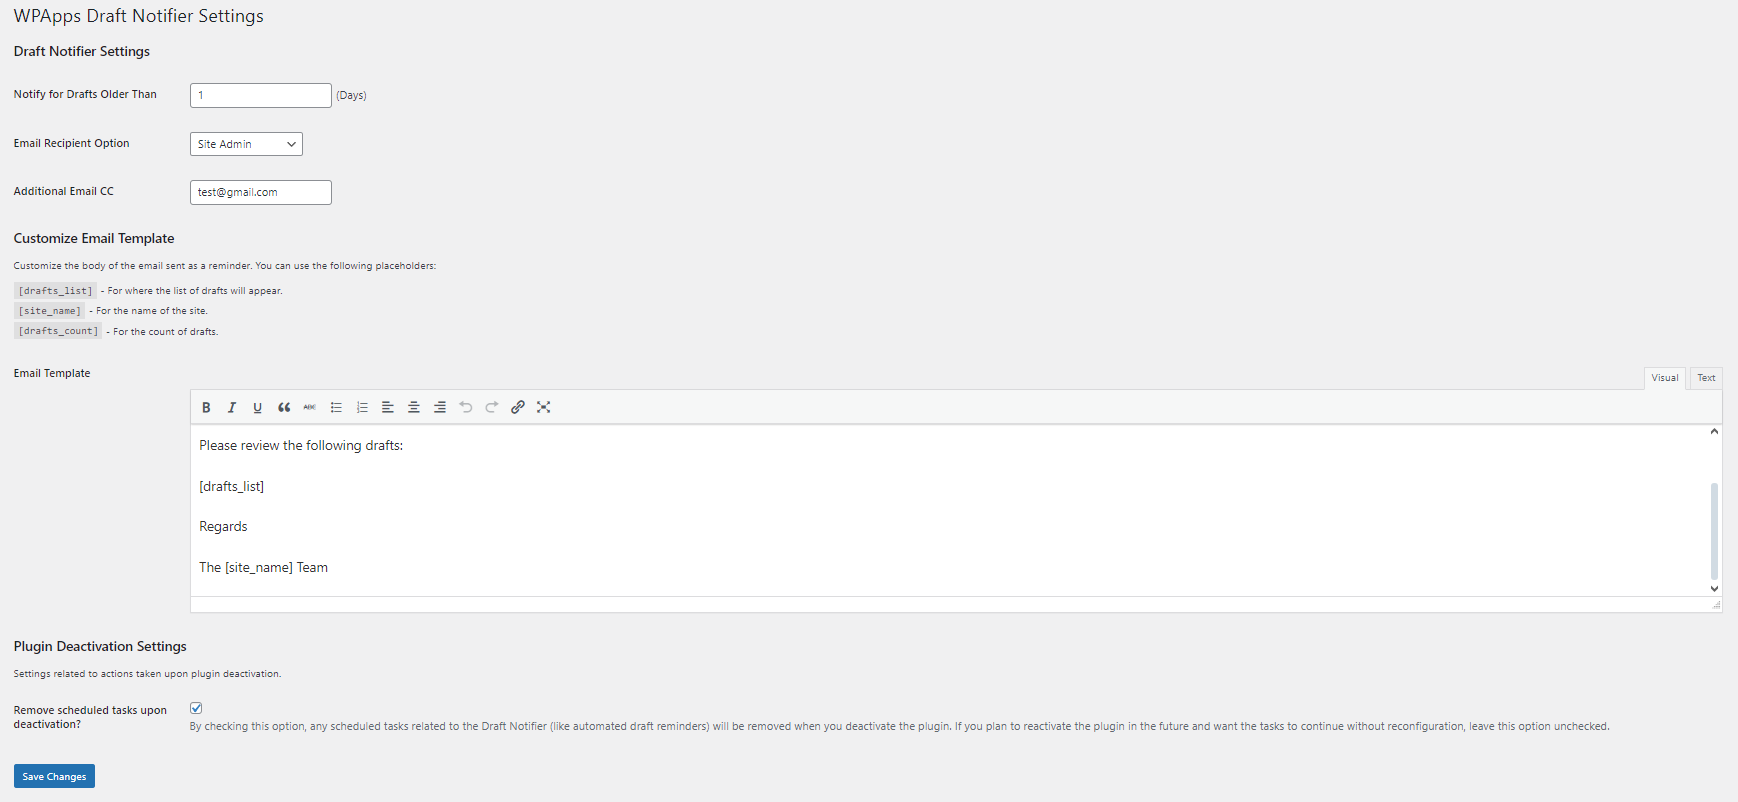 WPApps Draft Notifier Settings
Draft Notifier Settings
Notify for Drafts Older Than
1
(Days)
Email Recipient Option
Site Admin
Additional Email CC
test@gmail.com
Customize Email Template
Customize the body of the email sent as a reminder. You can use the following placeholders:
[drafts_list] - For where the list of drafts will appear.
[site_name] - For the name of the site.
[drafts_count] - For the count of drafts.
Email Template
Visual
Text
B I U ABC
Please review the following drafts:
[drafts_list]
Regards
The [site_name] Team
Plugin Deactivation Settings
Settings related to actions taken upon plugin deactivation.
Remove scheduled tasks upon
deactivation?
By checking this option, any scheduled tasks related to the Draft Notifier (like automated draft reminders) will be removed when you deactivate the plugin. If you plan to reactivate the plugin in the future and want the tasks to continue without reconfiguration, leave this option unchecked.
Save Changes